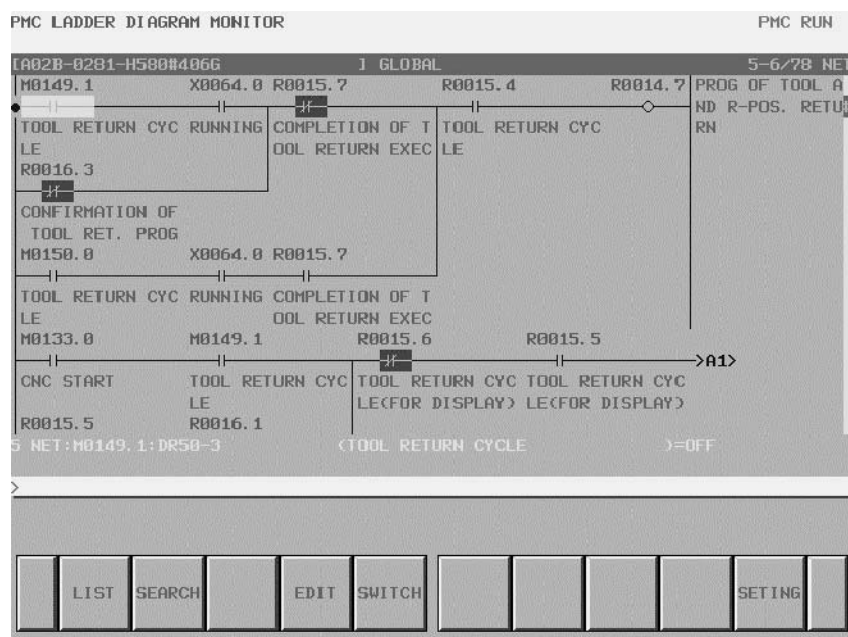 PMC LADDER DIAGRAM MONITOR PMC RUN
[A02B-0281-H580#406G ] GLOBAL 5-6/78 NET
M0149.1 X0064.0 R0015.7 R0015.4 R0014.7 PROG OF TOOL A
ND R-POS. RETU
TOOL RETURN CYC RUNNING COMPLETION OF T TOOL RETURN CYC RN
LE OOL RETURN EXEC LE
R0016.3
CONFIRMATION OF
TOOL RET. PROG
M0150.0 X0064.0 R0015.7
TOOL RETURN CYC RUNNING COMPLETION OF T
LE OOL RETURN EXEC
M0133.0 M0149.1 R0015.6 R0015.5
>A1>
CNC START TOOL RETURN CYC TOOL RETURN CYC TOOL RETURN CYC
LE LE(FOR DISPLAY) LE(FOR DISPLAY)
R0015.5 R0016.1
5 NET:M0149.1:DR50-3 (TOOL RETURN CYCLE )=OFF
>
LIST SEARCH EDIT SWITCH SETING